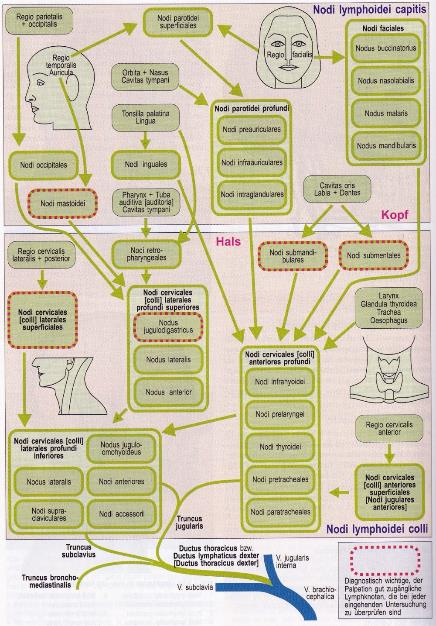 Nodi lymphoidei capitis
Regio parietalis
+ occipitalis
Nodi parotidei
superficiales
Regio
temporalis
Auricula
Regio facialis
Nodi faciales
Nodus buccinatorius
Nodus nasolabialis
Nodus malaris
Nodus mandibularis
Orbita + Nasus
Cavitas tympani
Tonsilla palatina
Lingua
Nodi parotidei profundi
Nodi preauriculares
Nodi infraauriculares
Nodi intraglandulares
Nodi occipitales
Nodi linguales
Nodi mastoidei
Pharynx + Tuba
auditiva [auditoria]
Cavitas tympani
Cavitas oris
Labia + Dentes
Kopf
Hals
Regio cervicalis
lateralis + posterior
Nodi retro-
pharyngeales
Nodi submandi-
bulares
Nodi submentales
Nodi cervicales
[colli] laterales
superficiales
Nodi cervicales
[colli] laterales
profundi superiores
Nodus
jugulodigastricus
Nodus lateralis
Nodus anterior
Larynx
Glandula thyroidea
Trachea
Oesophagus
Nodi cervicales [colli]
anteriores profundi
Nodi infrahyoidei
Nodi prelaryngei
Nodi thyroidei
Nodi pretracheales
Nodi paratracheales
Regio cervicalis
anterior
Nodi cervicales
[colli] anteriores
superficiales
[Nodi jugulares
anteriores]
Nodi cervicales [colli]
laterales profundi
inferiores
Nodus jugulo-
omohyoideus
Nodus lateralis
Nodi anteriores
Nodi supra-
claviculares
Nodi accessorii
Nodi lymphoidei colli
Truncus
jugularis
Truncus
subclavius
Truncus broncho-
mediastinalis
Ductus thoracicus bzw.
Ductus lymphaticus dexter
[Ductus thoracicus dexter]
V. jugularis
interna
V. subclavia
V. brachio-
cephalica
Diagnostisch wichtige, der
Palpation gut zugängliche
Lymphknoten, die bei jeder
eingehenden Untersuchung
zu überprüfen sind